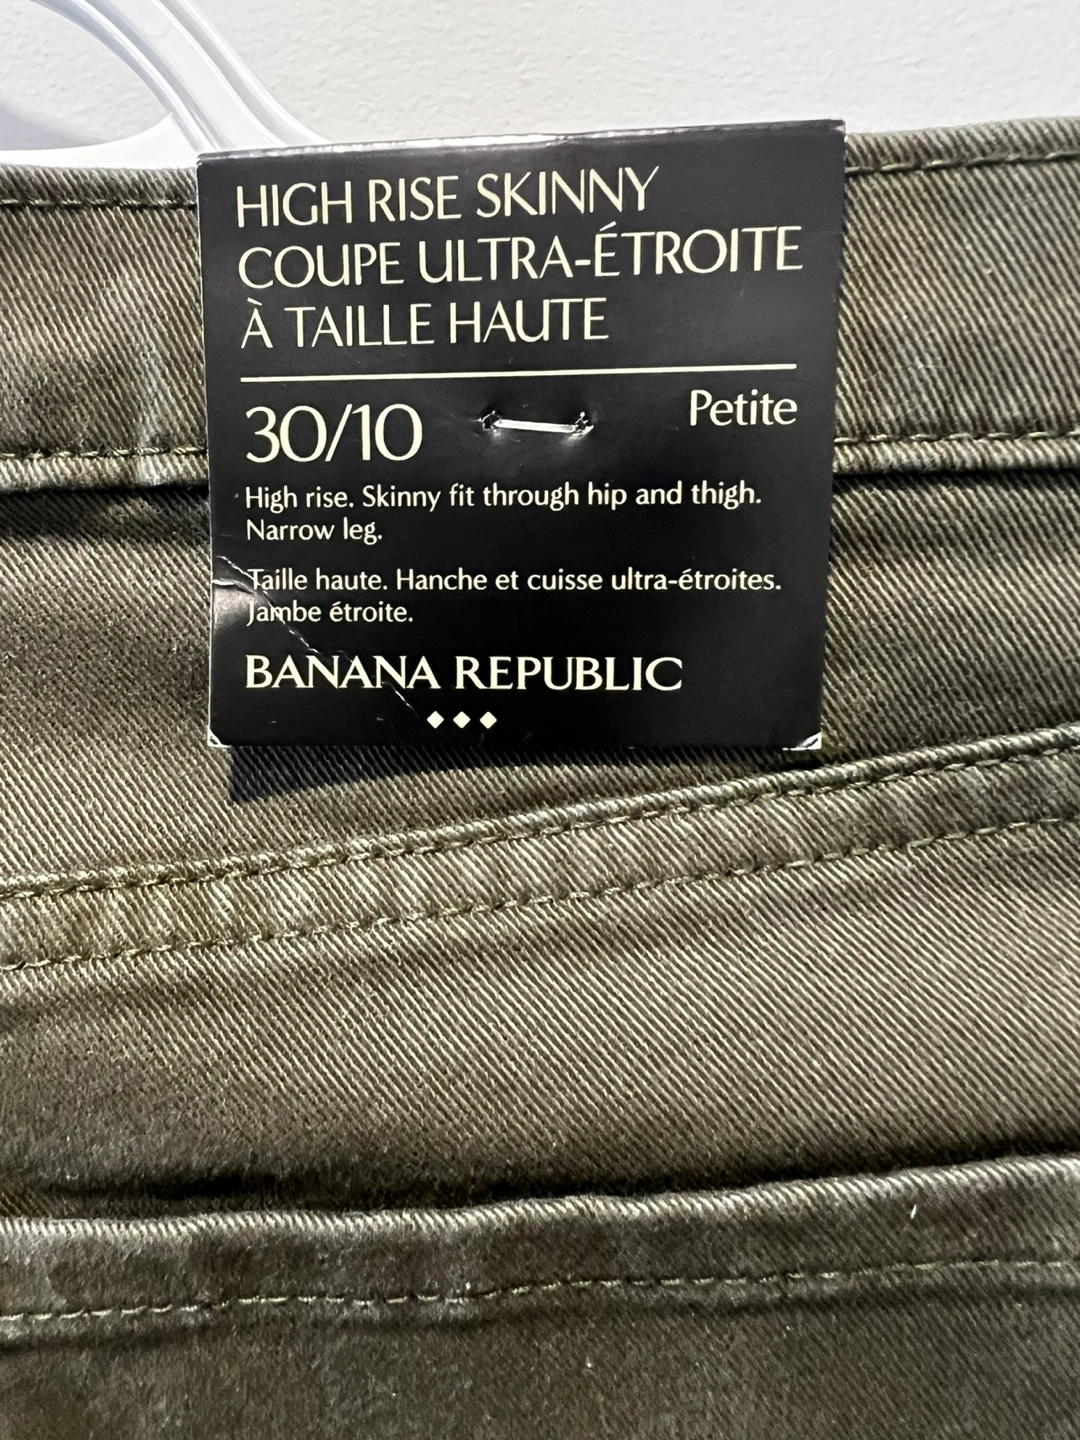 HIGH RISE SKINNY
COUPE ULTRA-ÉTROITE
À TAILLE HAUTE
30/10 Petite
High rise. Skinny fit through hip and thigh.
Narrow leg.
Taille haute. Hanche et cuisse ultra-étroites.
Jambe étroite.
BANANA REPUBLIC